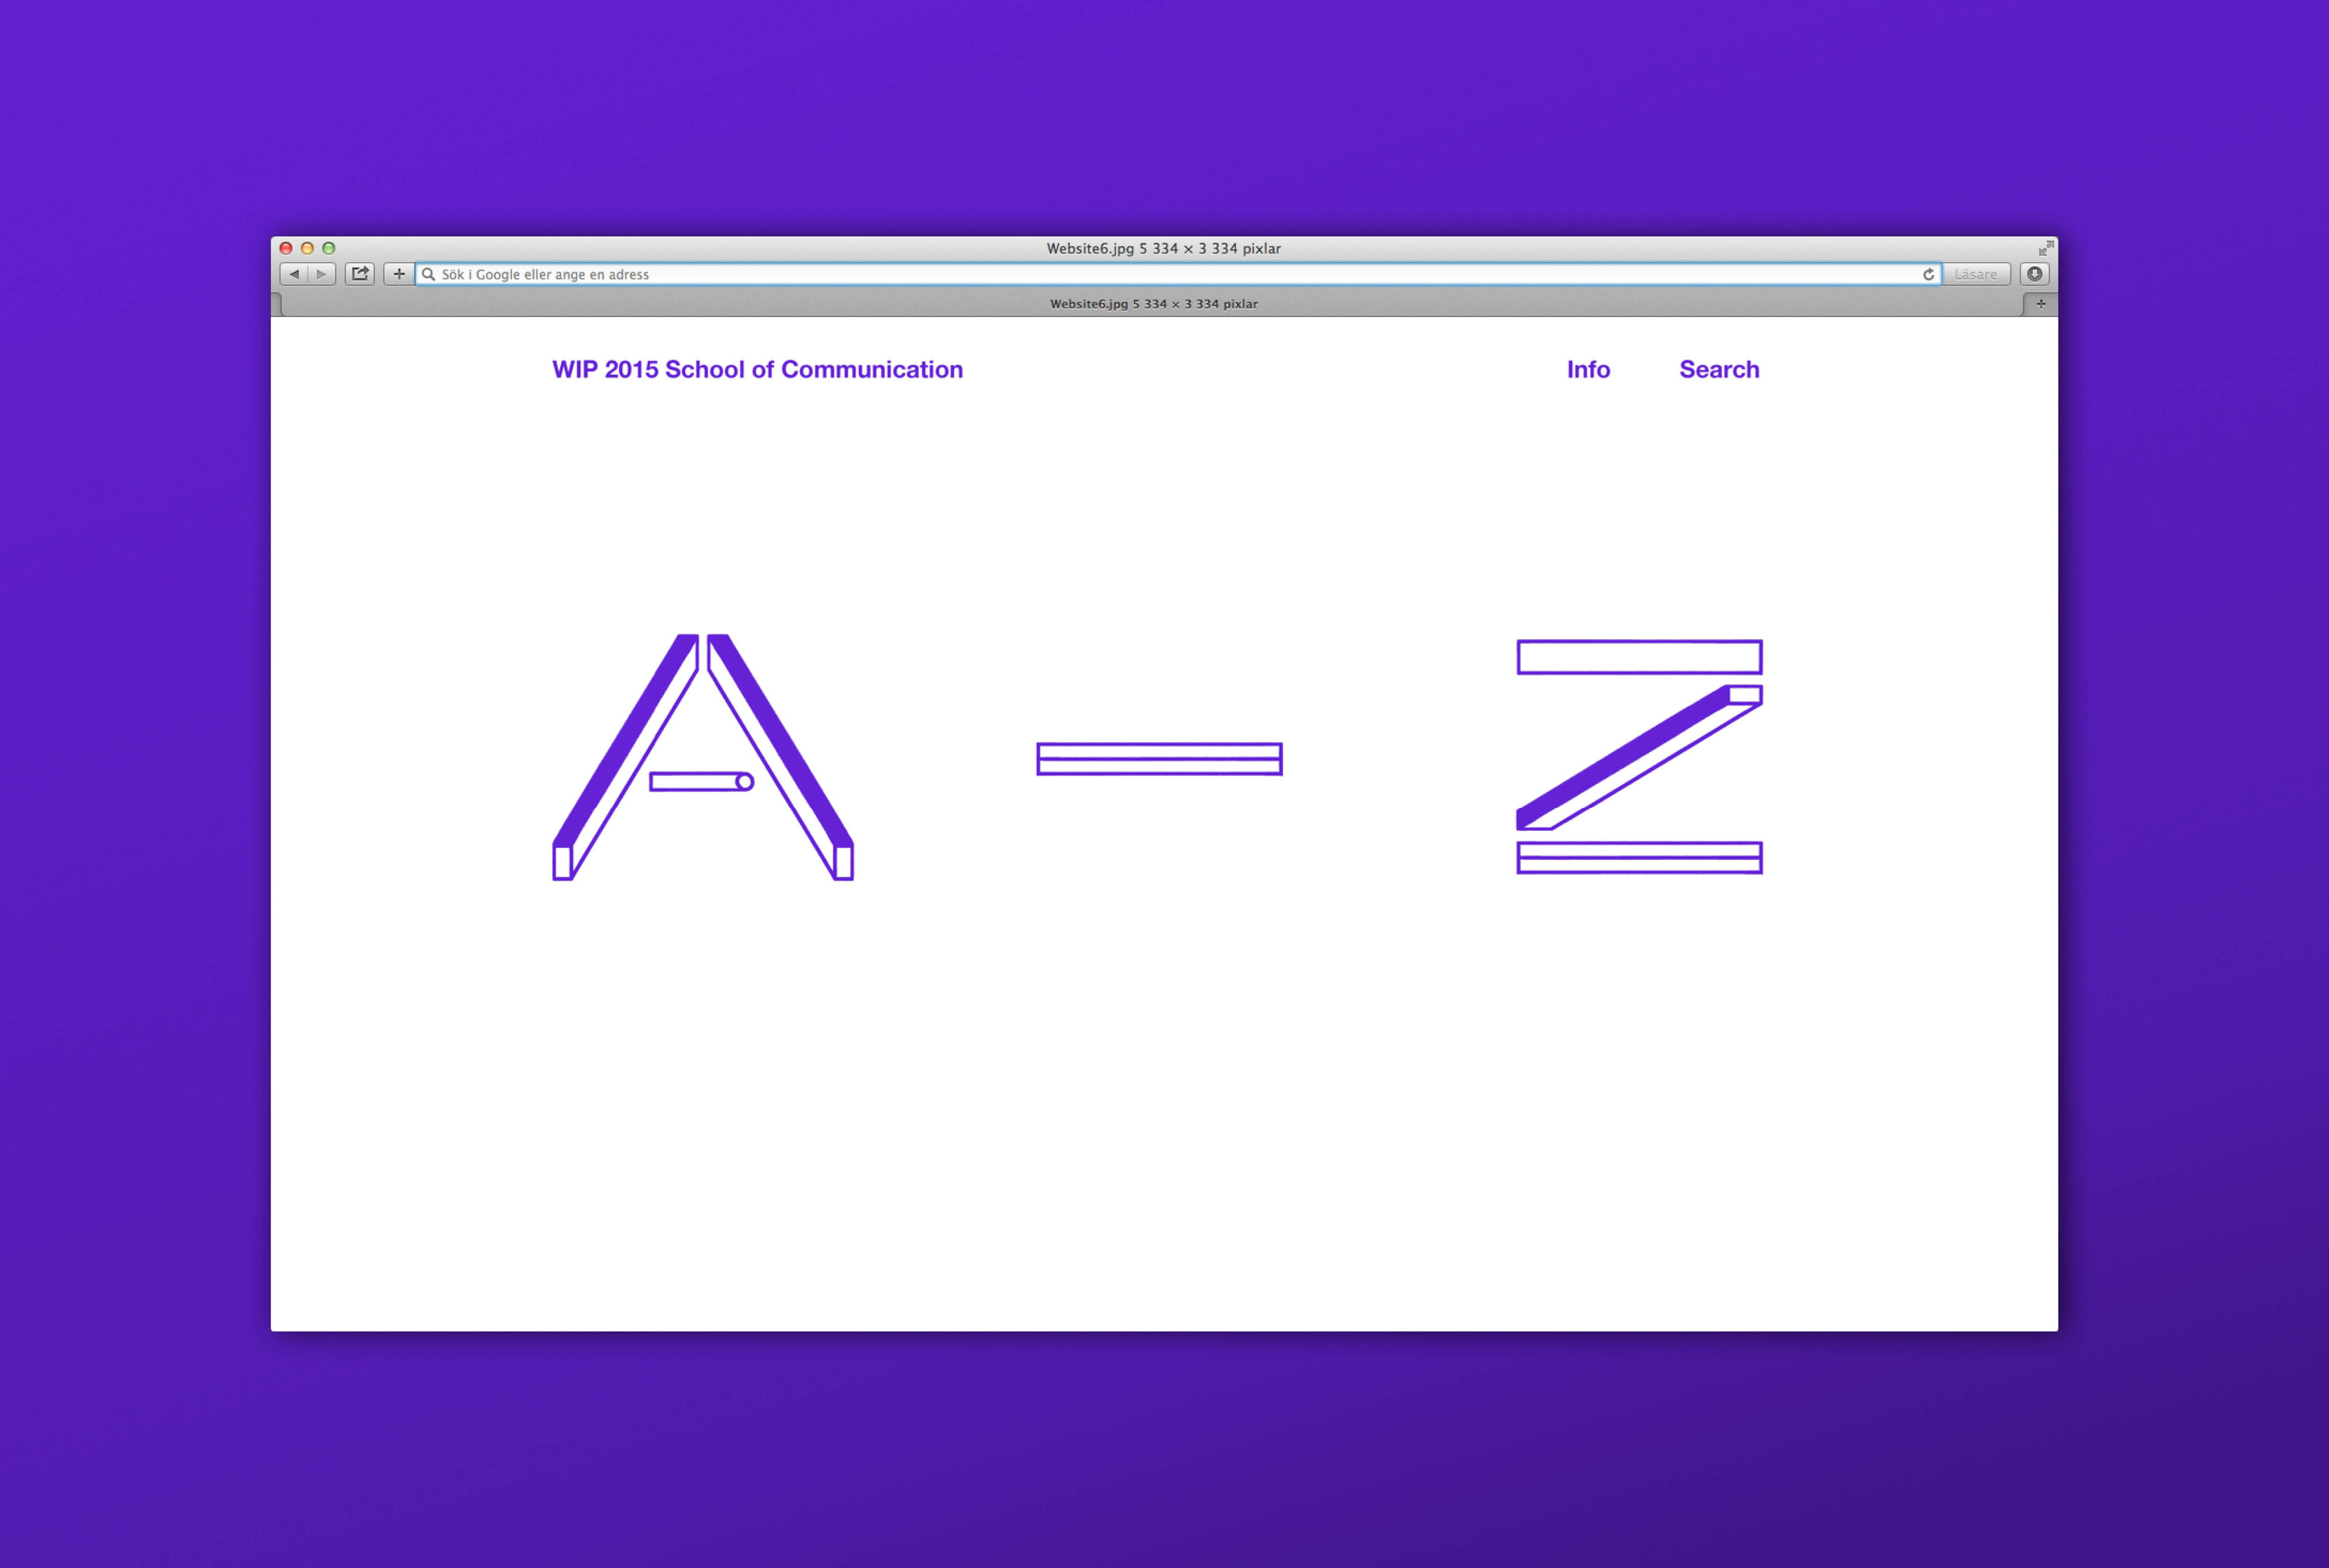 Website6.jpg 5 334 × 3 334 pixlar
Sök i Google eller ange en adress
Läsare
Website6.jpg 5 334 × 3 334 pixlar
WIP 2015 School of Communication
Info
Search
A — Z